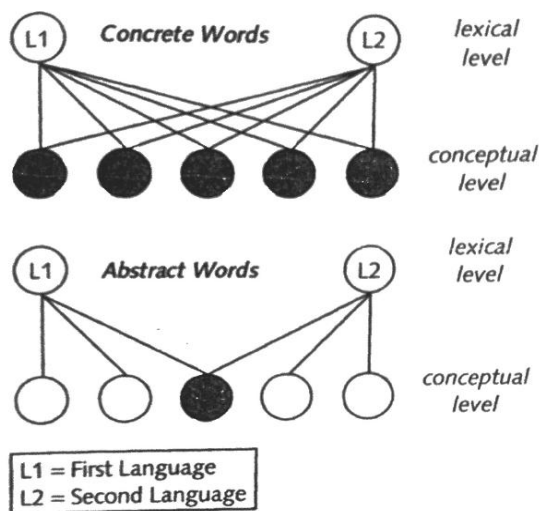 L1 Concrete Words L2 lexical
level
conceptual
level
L1 Abstract Words L2 lexical
level
conceptual
level
L1 = First Language
L2 = Second Language